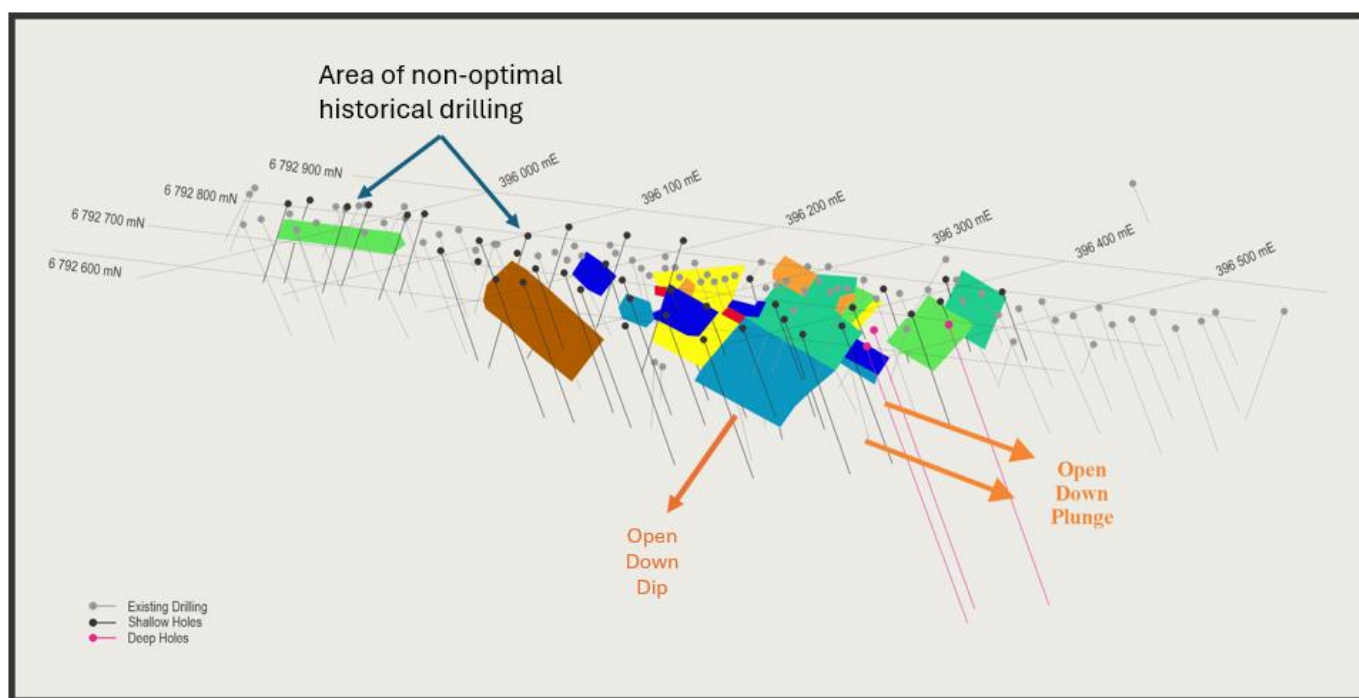 Area of non-optimal
historical drilling
6 792 900 mN
6 792 800 mN
6 792 700 mN
6 792 600 mN
396 000 mE
396 100 mE
396 200 mE
396 300 mE
396 400 mE
396 500 mE
Open
Down
Plunge
Open
Down
Dip
Existing Drilling
Shallow Holes
Deep Holes